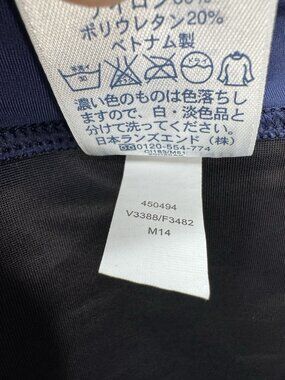 ポリウレタン20%
ベトナム製
ドライ
濃い色のものは色落ちし
ますので、白・淡色品と
分けて洗ってください。
日本ランズエンド(株)
0120-554-774
450494
V3388/F3482
M14